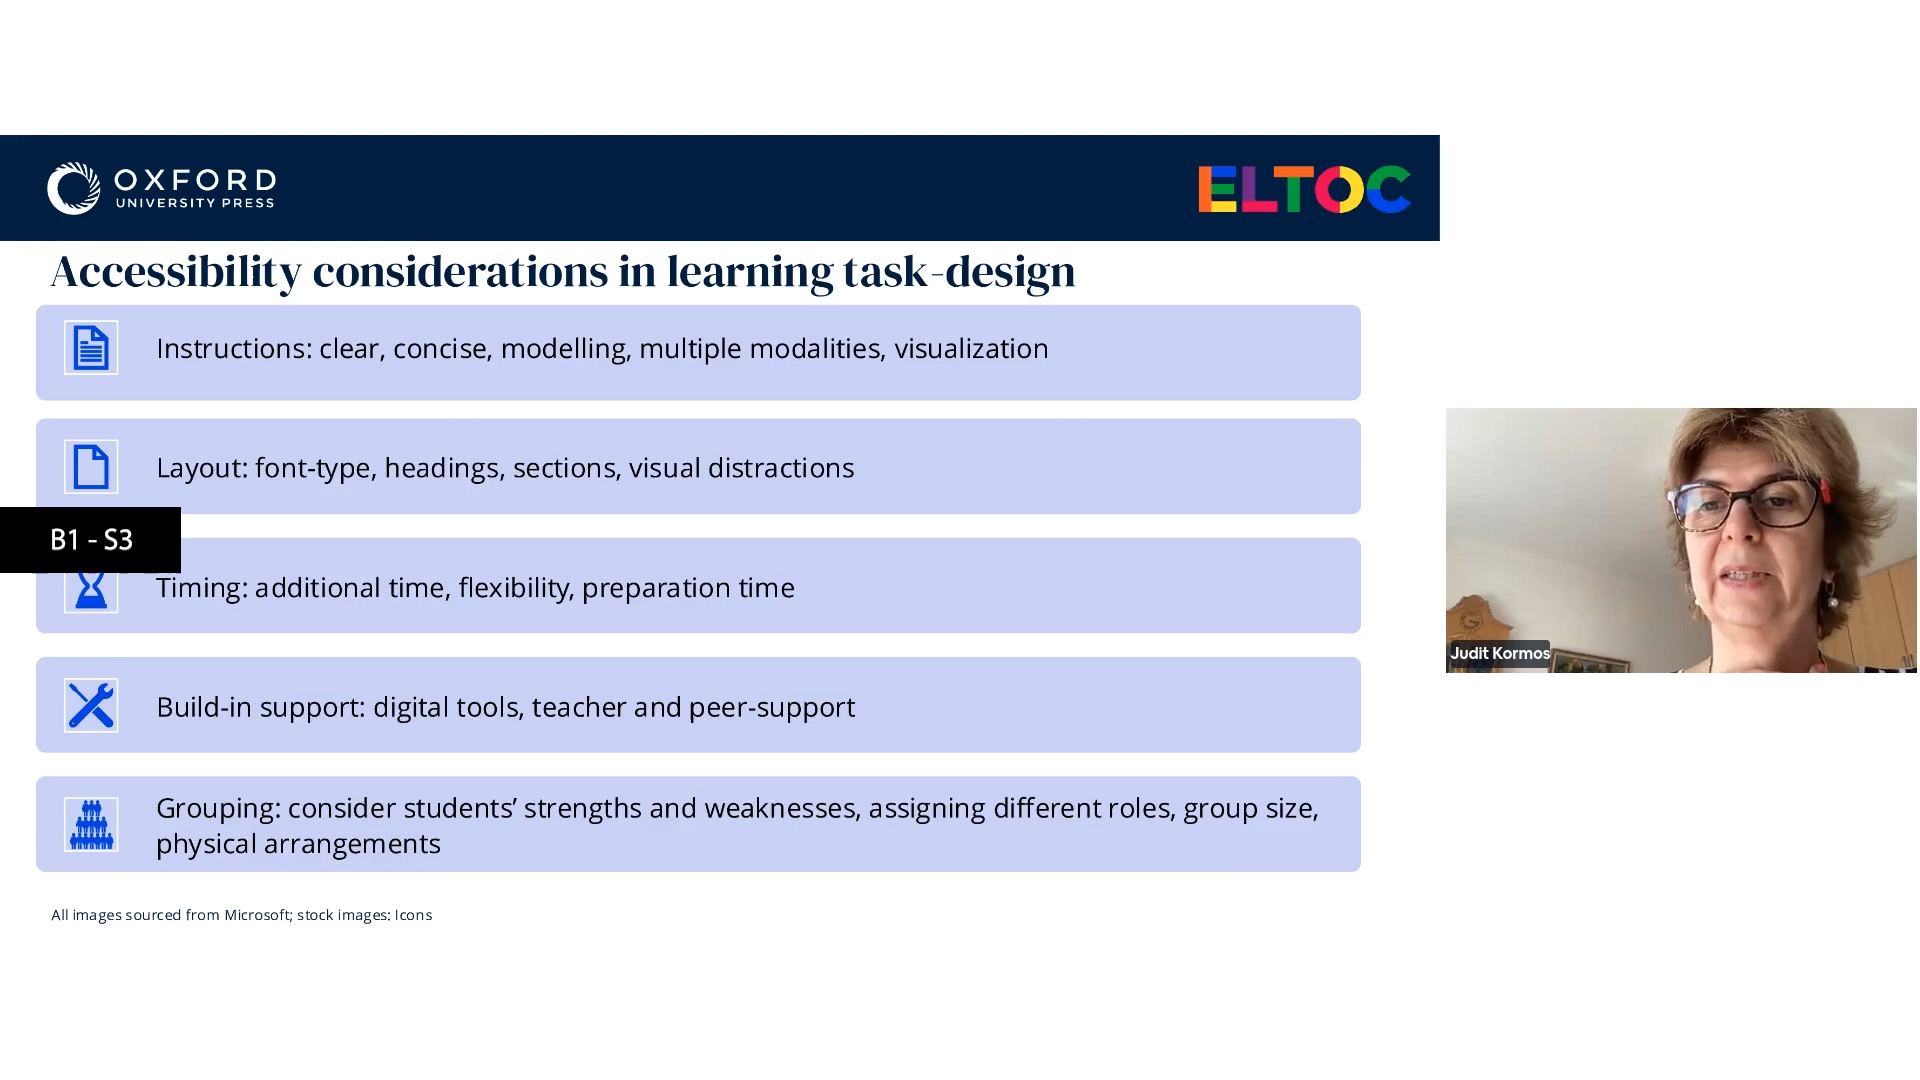 OXFORD
UNIVERSITY PRESS
ELTOC
Accessibility considerations in learning task-design
Instructions: clear, concise, modelling, multiple modalities, visualization
Layout: font-type, headings, sections, visual distractions
B1 - S3
Timing: additional time, flexibility, preparation time
Build-in support: digital tools, teacher and peer-support
Grouping: consider students’ strengths and weaknesses, assigning different roles, group size,
physical arrangements
All images sourced from Microsoft; stock images: Icons
Judit Kormos